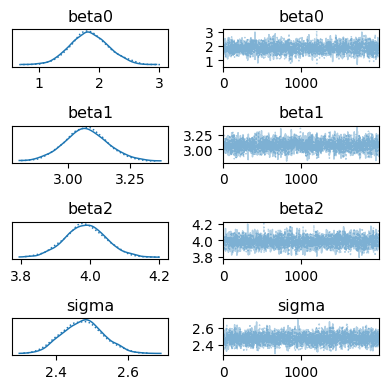 beta0 beta0
3
2
1
1 2 3 0 1000
beta1 beta1
3.25
3.00
3.00 3.25 0 1000
beta2 beta2
4.2
4.0
3.8
3.8 4.0 4.2 0 1000
sigma sigma
2.6
2.4
2.4 2.6 0 1000